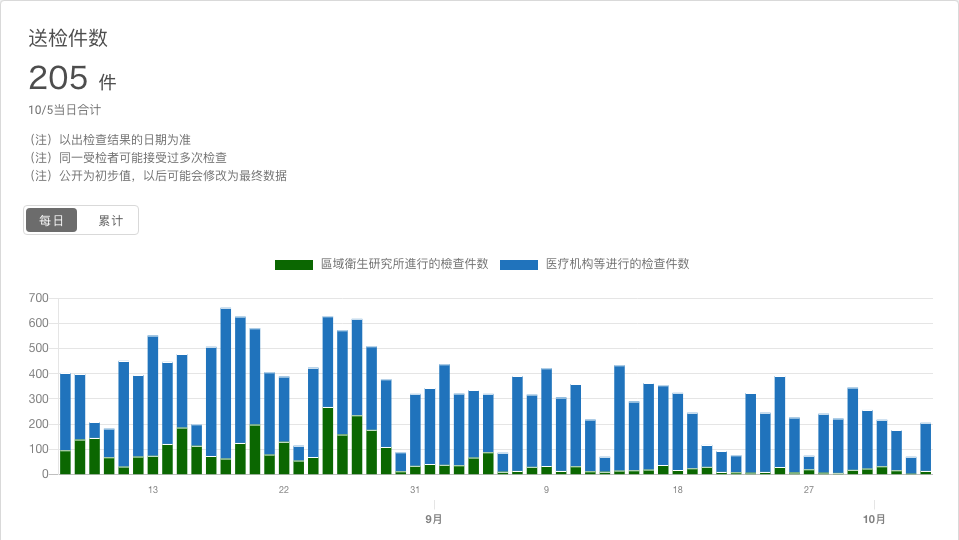 送检件数
205 件
10/5当日合计
（注）以出检查结果的日期为准
（注）同一受检者可能接受过多次检查
（注）公开为初步值，以后可能会修改为最终数据
每日 累计
區域衛生研究所進行的檢查件数 医疗机构等进行的检查件数
700
600
500
400
300
200
100
0
13 22 31 9 18 27
9月 10月